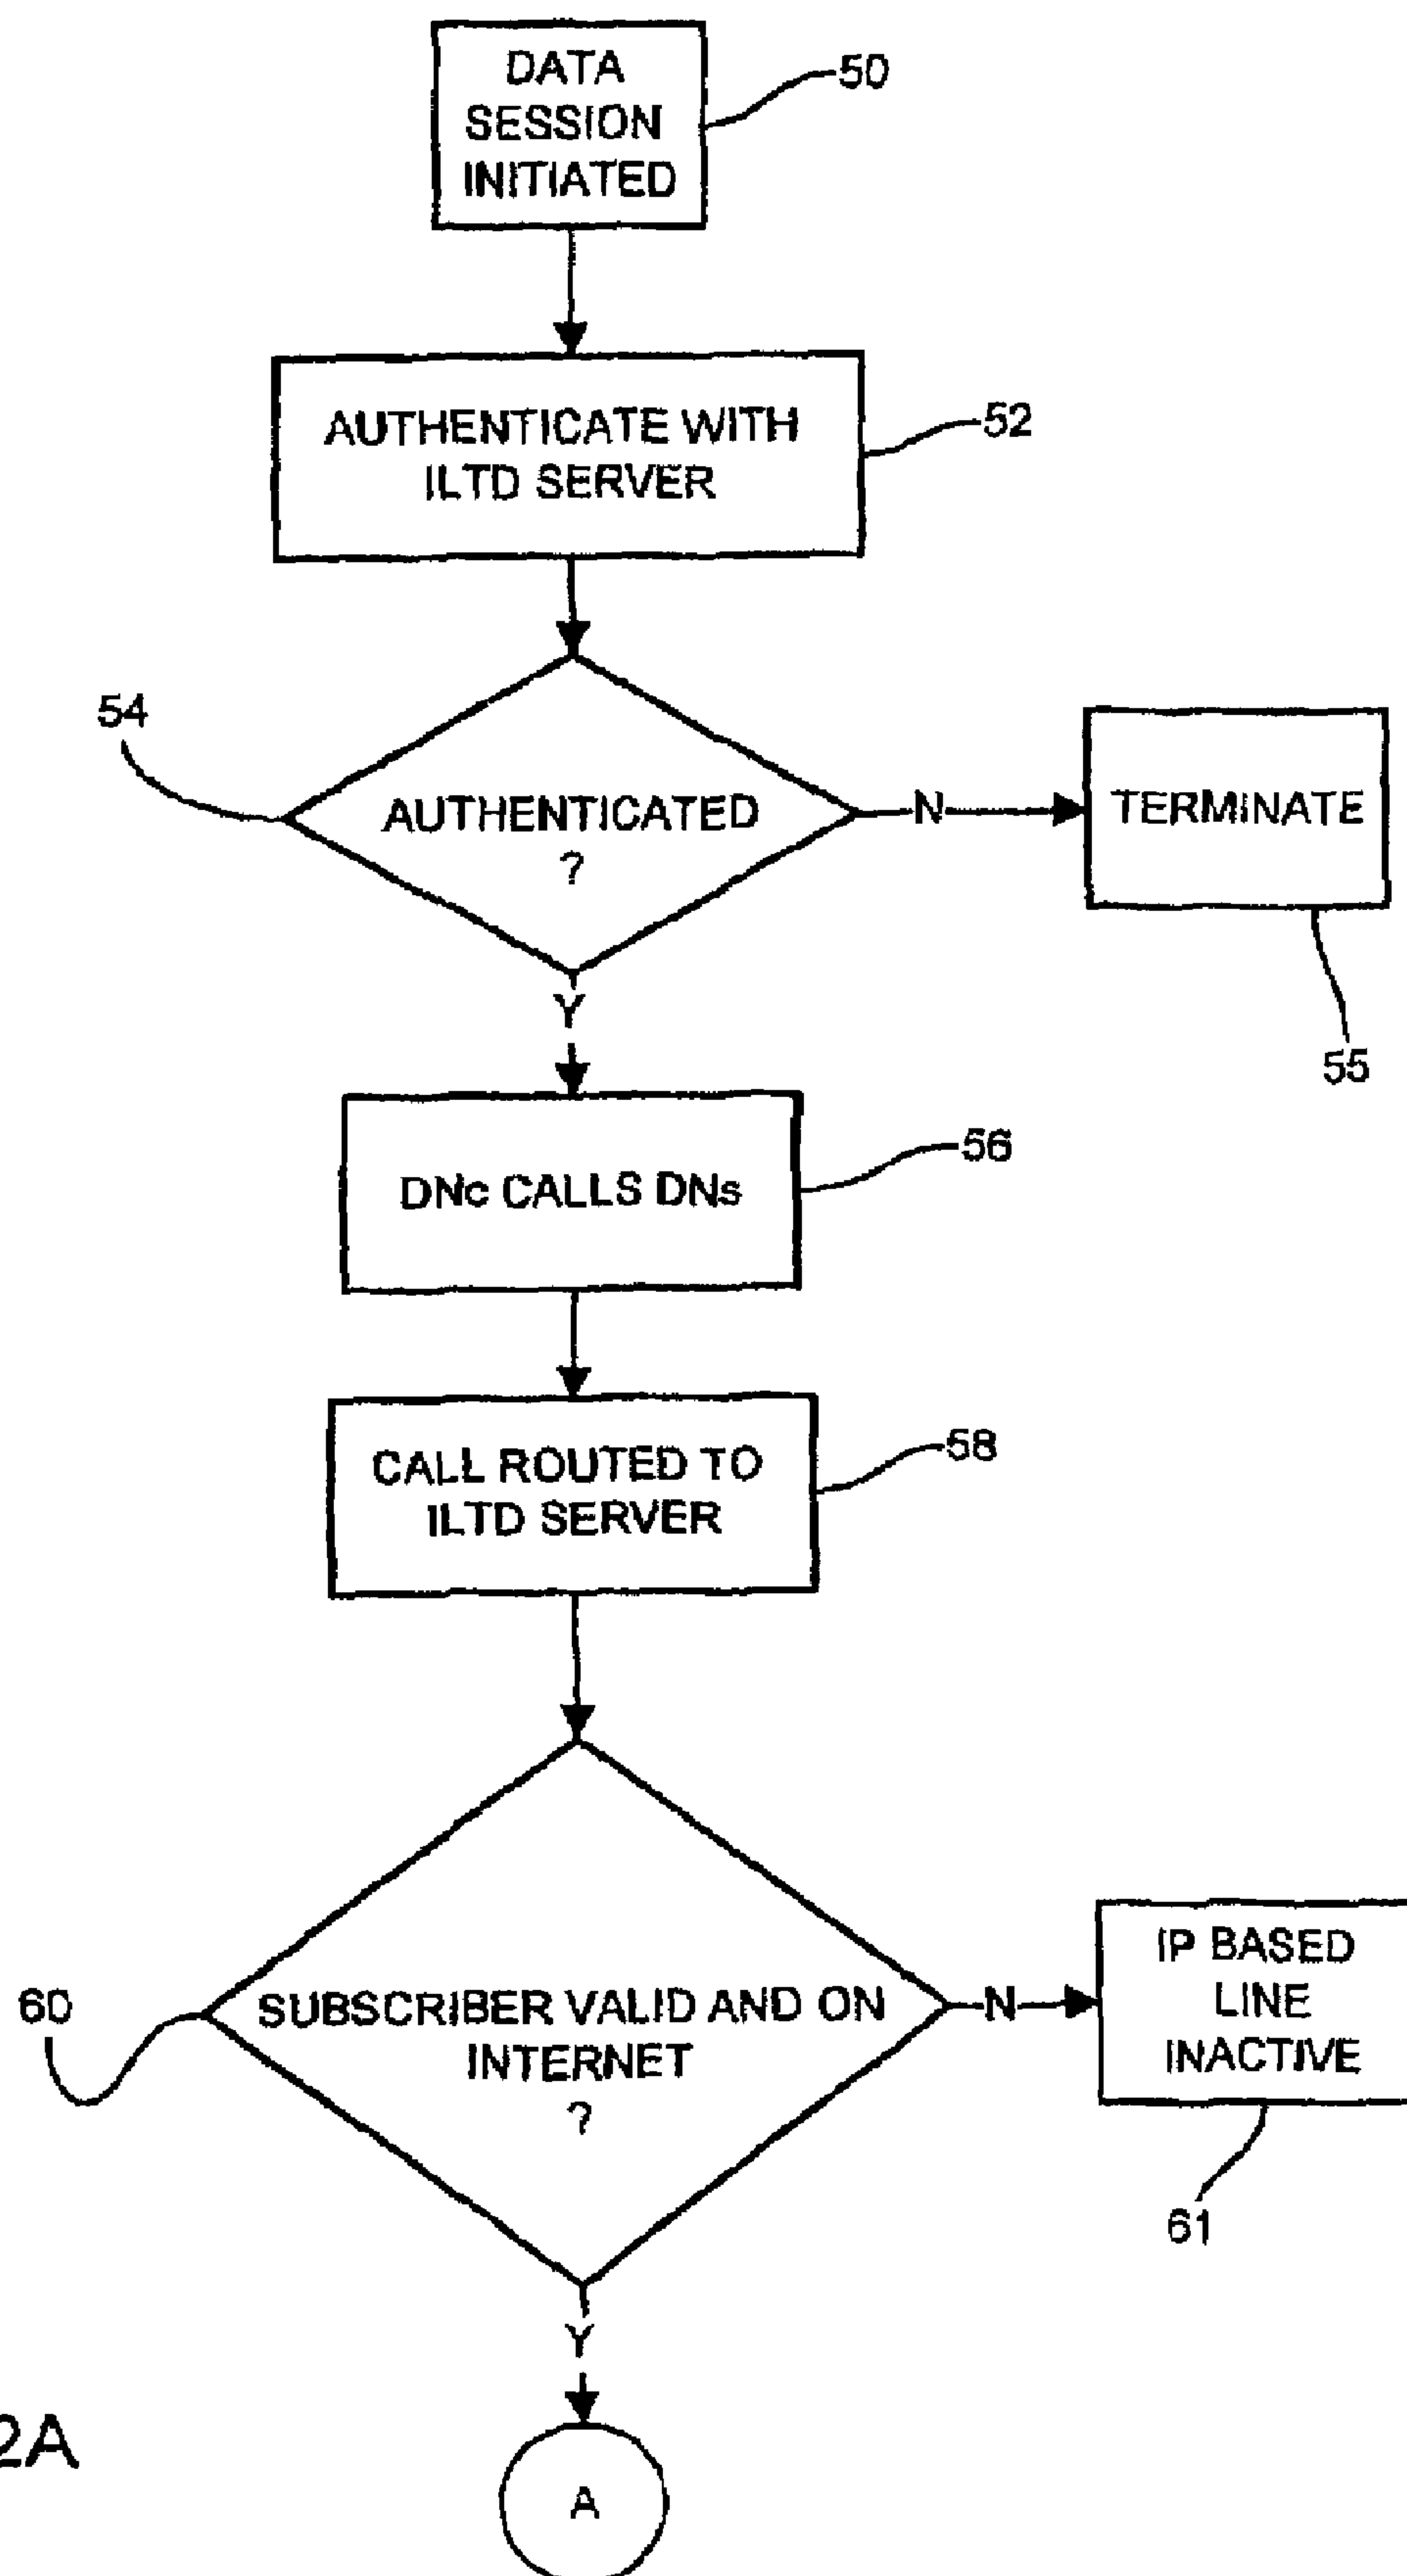 DATA
SESSION
INITIATED
50
AUTHENTICATE WITH
ILTD SERVER
52
54
AUTHENTICATED
?
N
TERMINATE
55
Y
DNc CALLS DNs
56
CALL ROUTED TO
ILTD SERVER
58
60
SUBSCRIBER VALID AND ON
INTERNET
?
N
IP BASED
LINE
INACTIVE
61
Y
2A
A